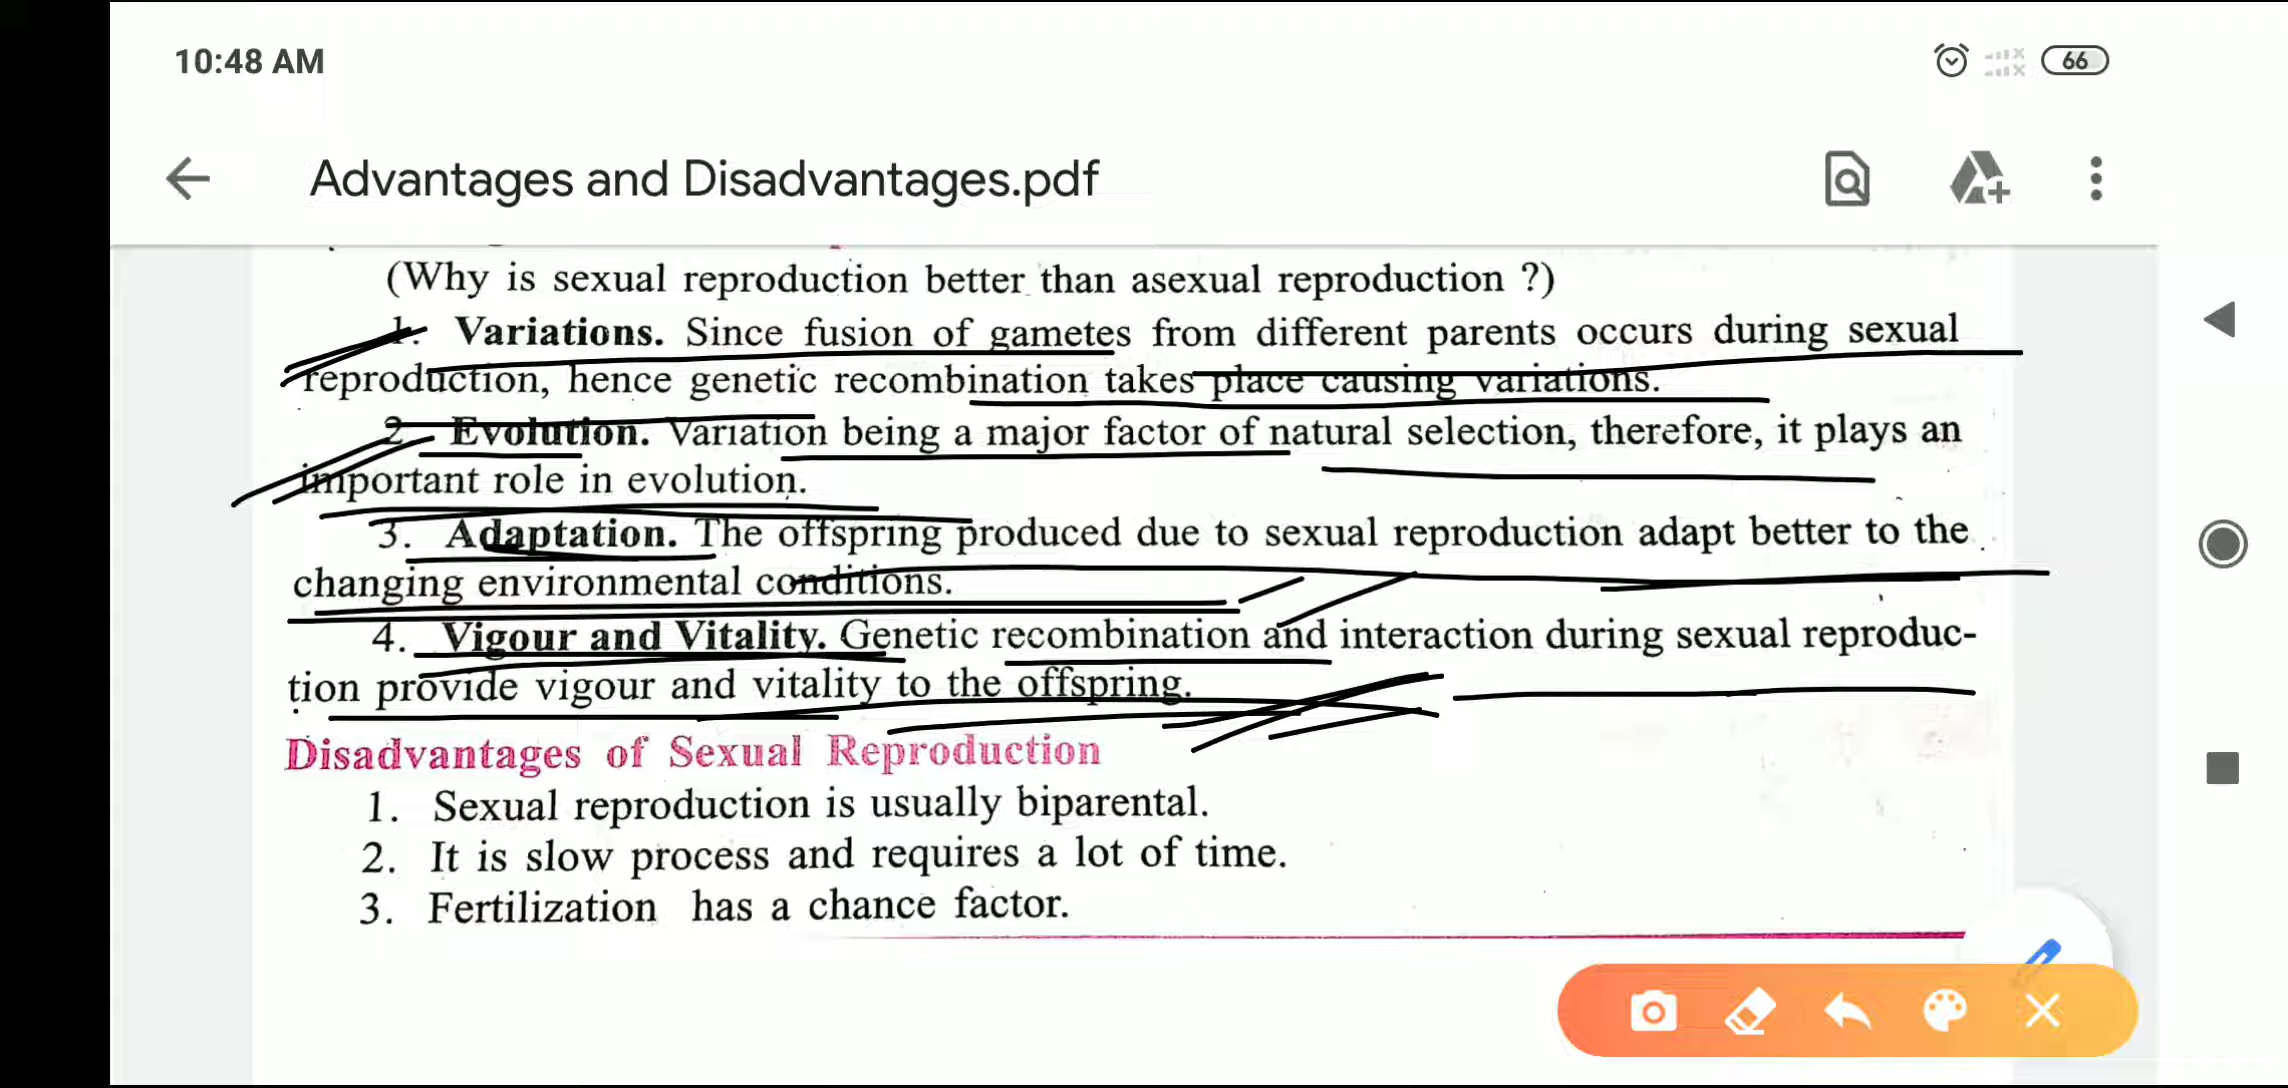 10:48 AM
66
Advantages and Disadvantages.pdf
(Why is sexual reproduction better than asexual reproduction ?)
1. Variations. Since fusion of gametes from different parents occurs during sexual
reproduction, hence genetic recombination takes place causing variations.
2. Evolution. Variation being a major factor of natural selection, therefore, it plays an
important role in evolution.
3. Adaptation. The offspring produced due to sexual reproduction adapt better to the
changing environmental conditions.
4. Vigour and Vitality. Genetic recombination and interaction during sexual reproduc-
tion provide vigour and vitality to the offspring.
Disadvantages of Sexual Reproduction
1. Sexual reproduction is usually biparental.
2. It is slow process and requires a lot of time.
3. Fertilization has a chance factor.